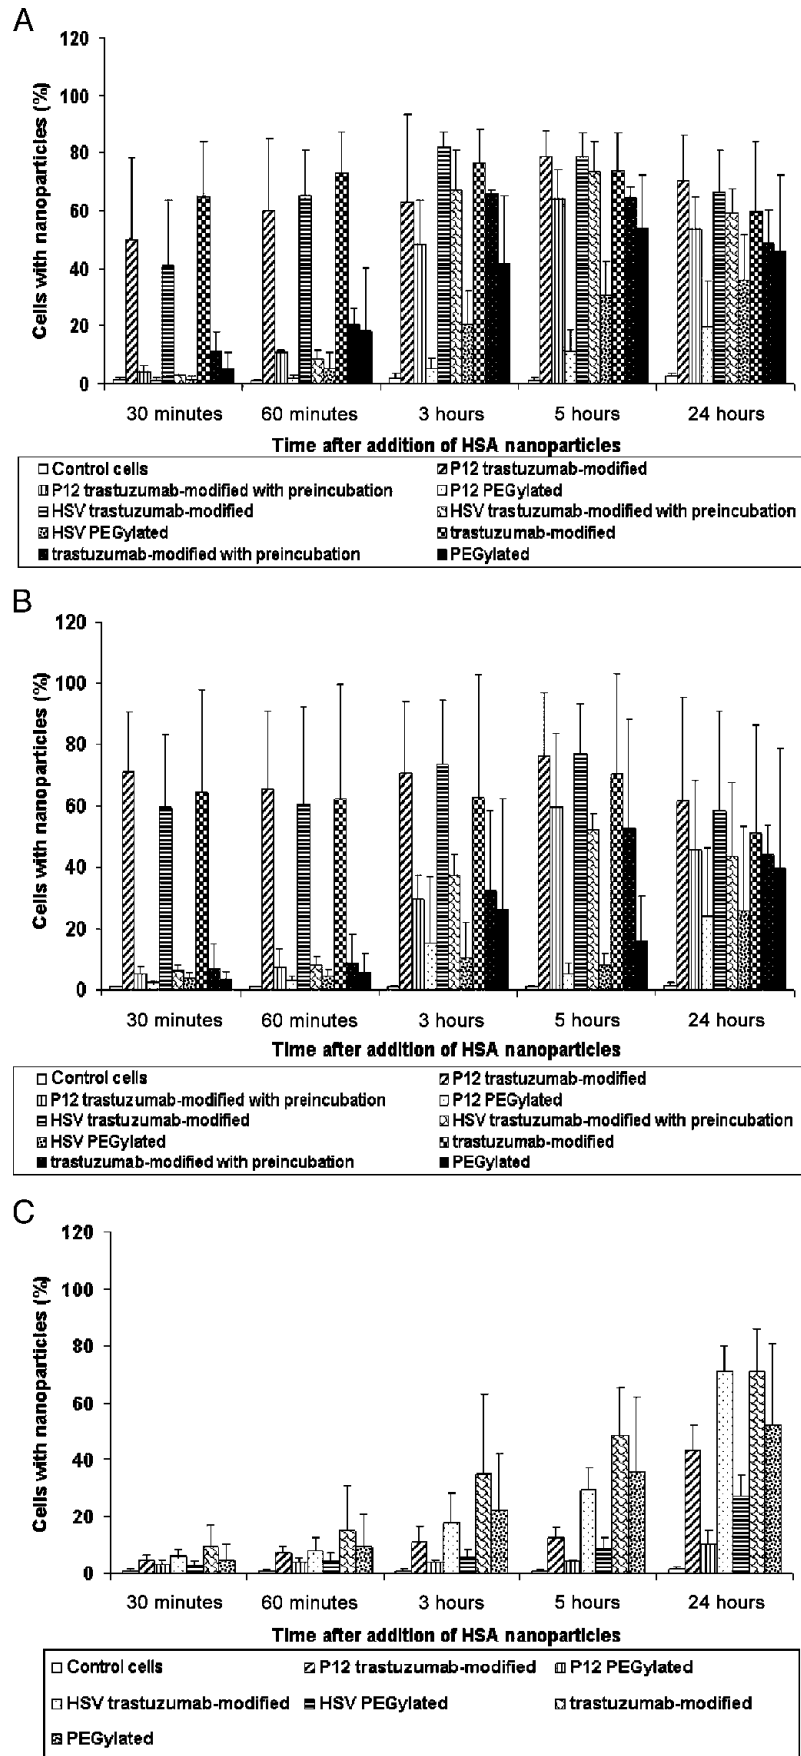 A
120
100
80
60
40
20
0
Cells with nanoparticles (%)
30 minutes 60 minutes 3 hours 5 hours 24 hours
Time after addition of HSA nanoparticles
Control cells P12 trastuzumab-modified
P12 trastuzumab-modified with preincubation P12 PEGylated
HSV trastuzumab-modified HSV trastuzumab-modified with preincubation
HSV PEGylated trastuzumab-modified
trastuzumab-modified with preincubation PEGylated
B
120
100
80
60
40
20
0
Cells with nanoparticles (%)
30 minutes 60 minutes 3 hours 5 hours 24 hours
Time after addition of HSA nanoparticles
Control cells P12 trastuzumab-modified
P12 trastuzumab-modified with preincubation P12 PEGylated
HSV trastuzumab-modified HSV trastuzumab-modified with preincubation
HSV PEGylated trastuzumab-modified
trastuzumab-modified with preincubation PEGylated
C
120
100
80
60
40
20
0
Cells with nanoparticles (%)
30 minutes 60 minutes 3 hours 5 hours 24 hours
Time after addition of HSA nanoparticles
Control cells P12 trastuzumab-modified P12 PEGylated
HSV trastuzumab-modified HSV PEGylated trastuzumab-modified
PEGylated